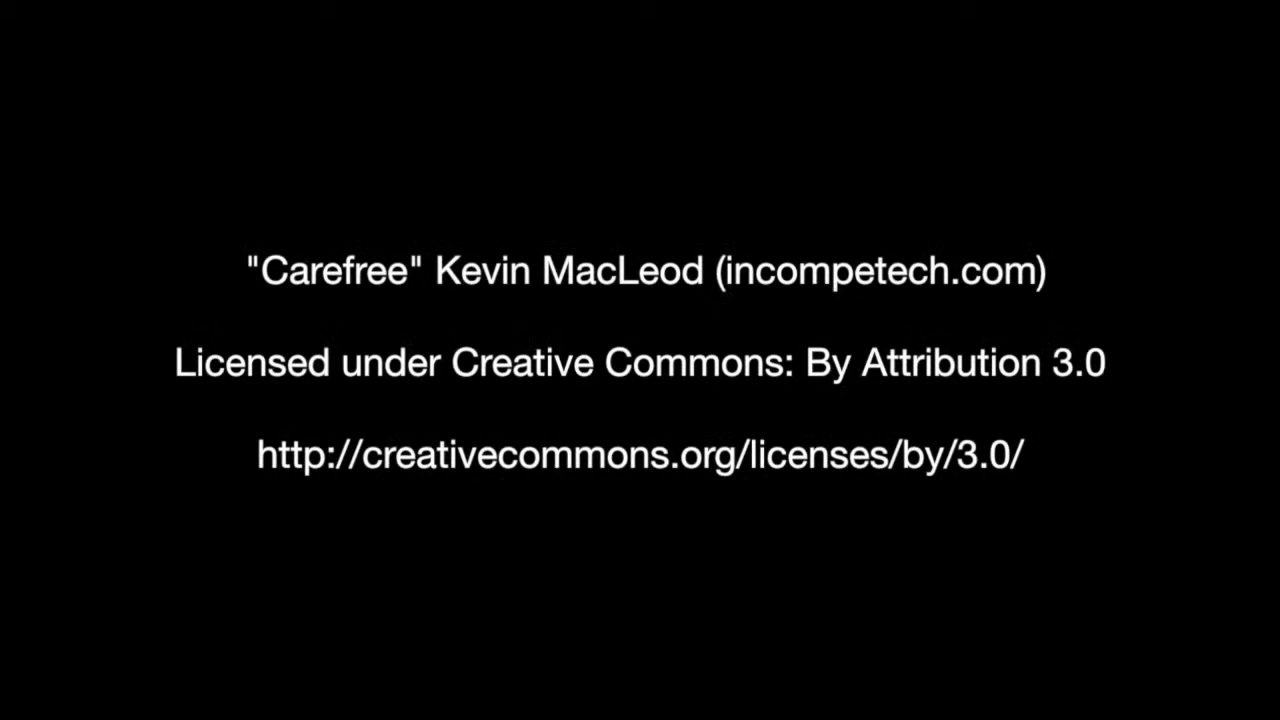 "Carefree" Kevin MacLeod (incompetech.com)
Licensed under Creative Commons: By Attribution 3.0
http://creativecommons.org/licenses/by/3.0/